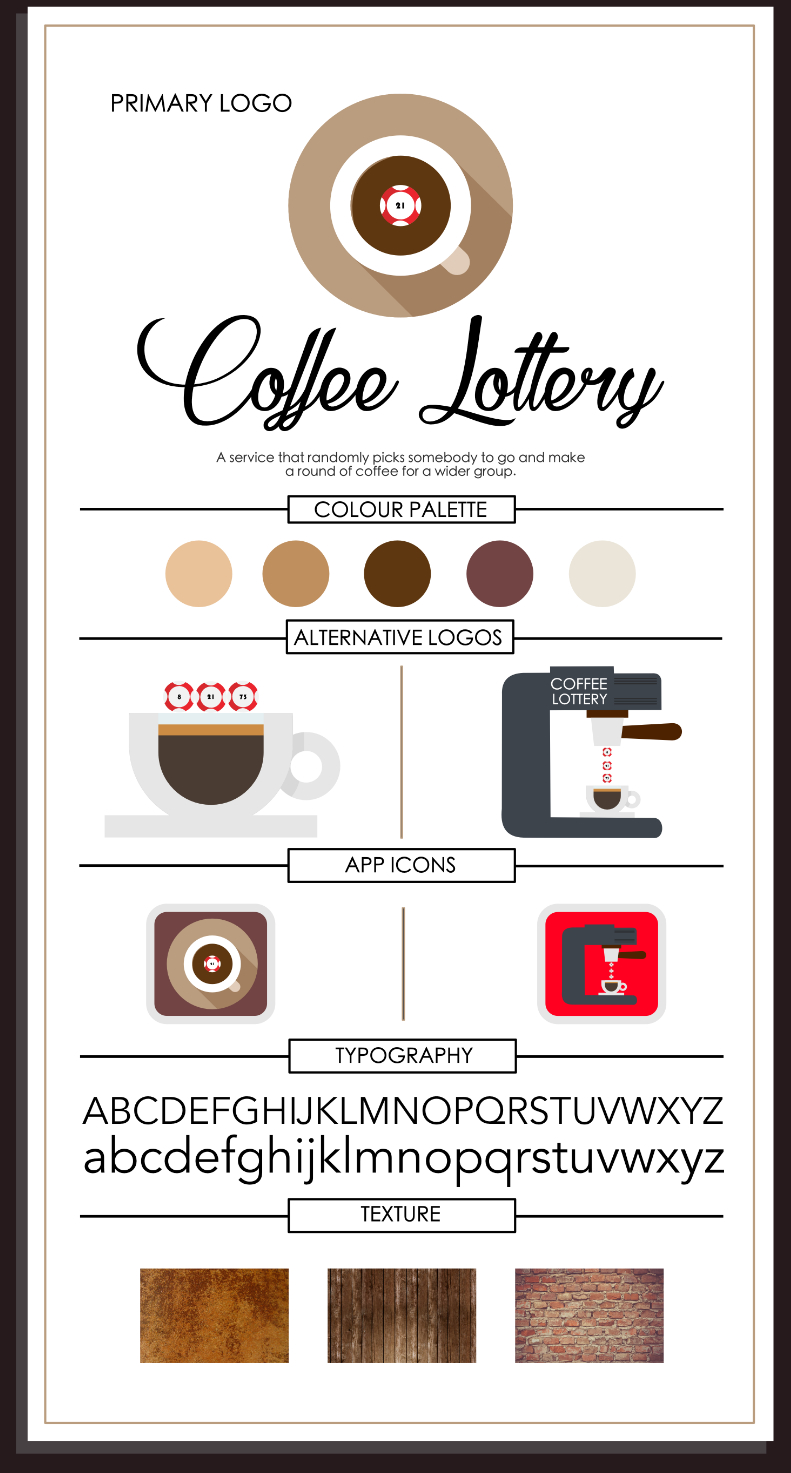 PRIMARY LOGO
21
Coffee Lottery
A service that randomly picks somebody to go and make
a round of coffee for a wider group.
COLOUR PALETTE
ALTERNATIVE LOGOS
8 21 75
COFFEE
LOTTERY
APP ICONS
TYPOGRAPHY
ABCDEFGHIJKLMNOPQRSTUVWXYZ
abcdefghijklmnopqrstuvwxyz
TEXTURE